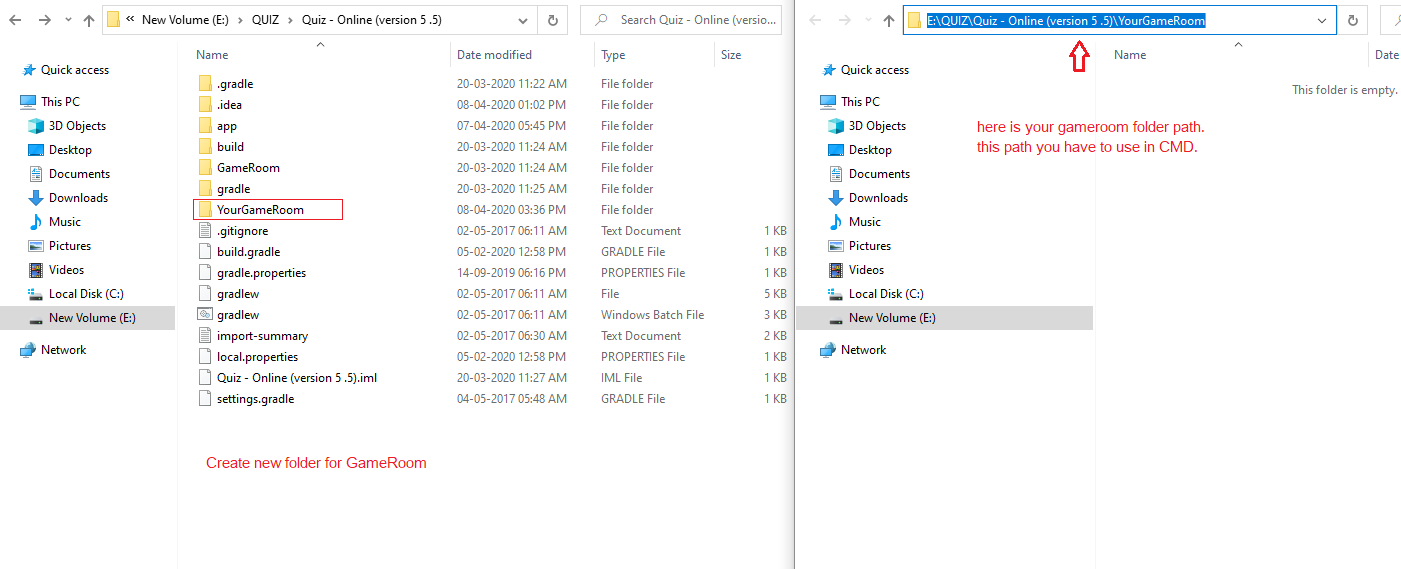 « New Volume (E:) > QUIZ > Quiz - Online (version 5 .5)
Search Quiz - Online (versio...
Name Date modified Type Size
Quick access
This PC
3D Objects
Desktop
Documents
Downloads
Music
Pictures
Videos
Local Disk (C:)
New Volume (E:)
Network
.gradle 20-03-2020 11:22 AM File folder
.idea 08-04-2020 01:02 PM File folder
app 07-04-2020 05:45 PM File folder
build 20-03-2020 11:24 AM File folder
GameRoom 20-03-2020 11:24 AM File folder
gradle 20-03-2020 11:25 AM File folder
YourGameRoom 08-04-2020 03:36 PM File folder
.gitignore 02-05-2017 06:11 AM Text Document 1 KB
build.gradle 05-02-2020 12:58 PM GRADLE File 1 KB
gradle.properties 14-09-2019 06:16 PM PROPERTIES File 1 KB
gradlew 02-05-2017 06:11 AM File 5 KB
gradlew 02-05-2017 06:11 AM Windows Batch File 3 KB
import-summary 02-05-2017 06:30 AM Text Document 2 KB
local.properties 05-02-2020 12:58 PM PROPERTIES File 1 KB
Quiz - Online (version 5 .5).iml 20-03-2020 11:27 AM IML File 1 KB
settings.gradle 04-05-2017 05:48 AM GRADLE File 1 KB
Create new folder for GameRoom
E:\QUIZ\Quiz - Online (version 5 .5)\YourGameRoom
Name Date
Quick access
This PC
3D Objects
Desktop
Documents
Downloads
Music
Pictures
Videos
Local Disk (C:)
New Volume (E:)
Network
This folder is empty.
here is your gameroom folder path.
this path you have to use in CMD.